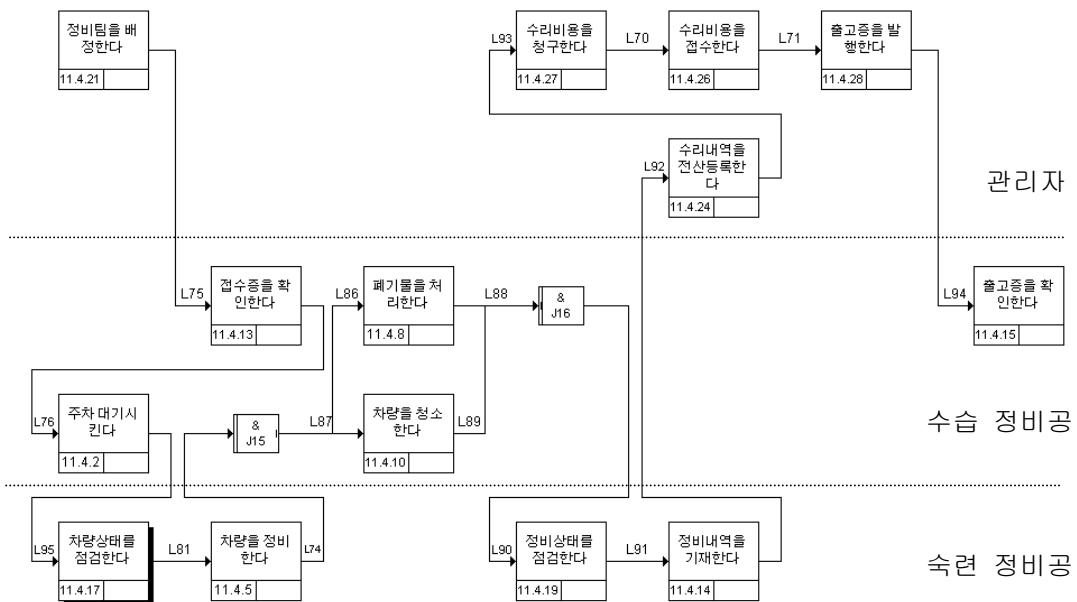 정비팀을 배
정한다
11.4.21
L93
수리비용을
청구한다
11.4.27
L70
수리비용을
접수한다
11.4.26
L71
출고증을 발
행한다
11.4.28
L92
수리내역을
전산등록한
다
11.4.24
관리자
L75
접수증을 확
인한다
11.4.13
L86
폐기물을 처
리한다
11.4.8
L88
&
J16
L94
출고증을 확
인한다
11.4.15
L76
주차 대기시
킨다
11.4.2
&
J15
L87
차량을 청소
한다
11.4.10
L89
수습 정비공
L95
차량상태를
점검한다
11.4.17
L81
차량을 정비
한다
11.4.5
L74
L90
정비상태를
점검한다
11.4.19
L91
정비내역을
기재한다
11.4.14
숙련 정비공